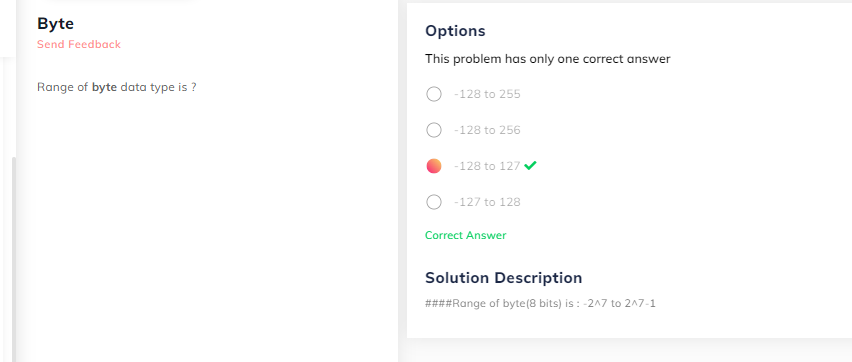 Byte
Send Feedback
Range of byte data type is ?
Options
This problem has only one correct answer
-128 to 255
-128 to 256
-128 to 127
-127 to 128
Correct Answer
Solution Description
####Range of byte(8 bits) is : -2^7 to 2^7-1